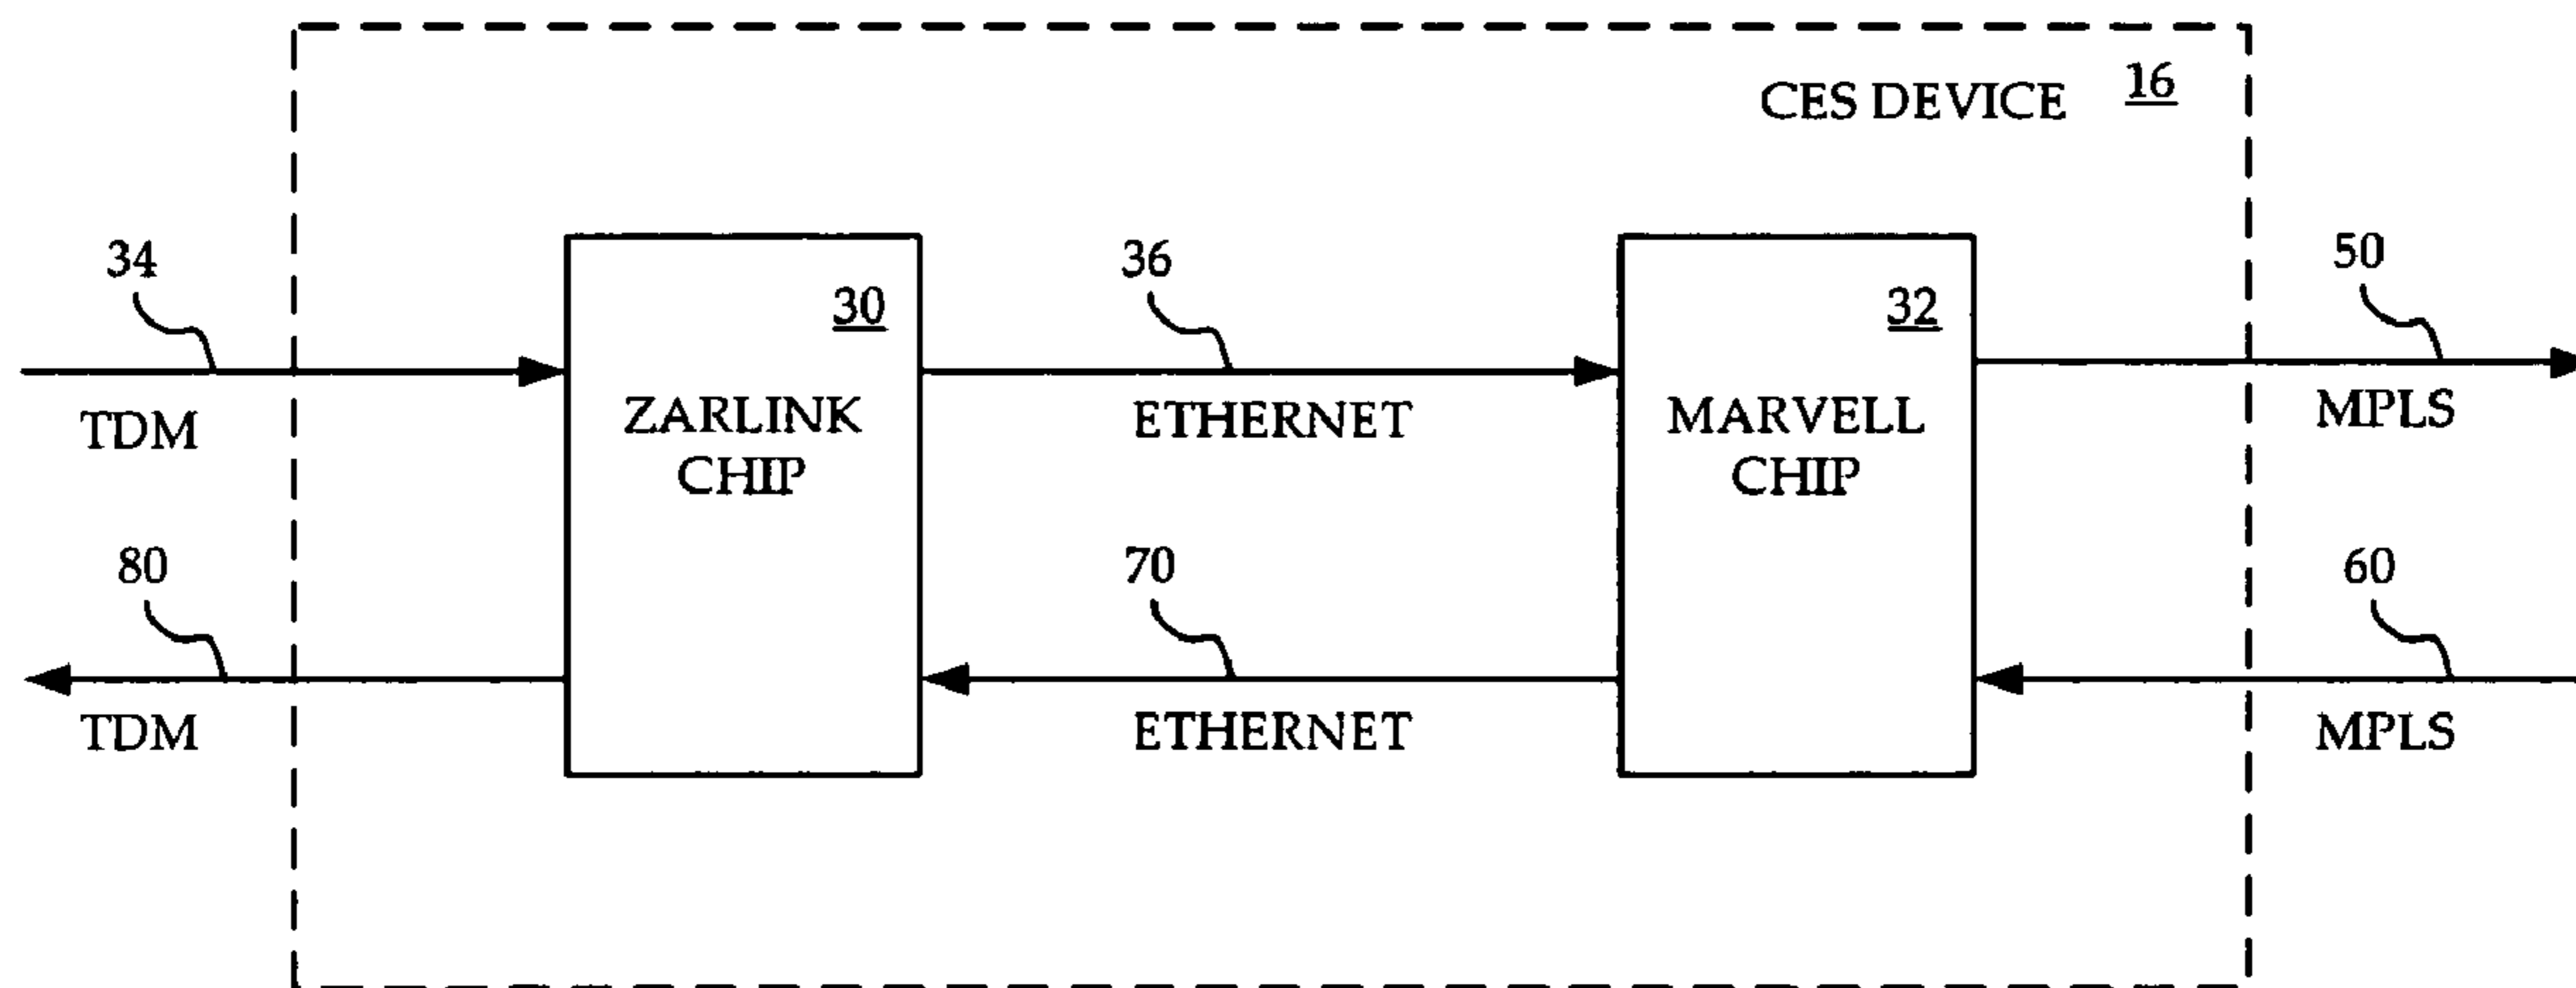 CES DEVICE 16
34
36
50
30
32
TDM
ZARLINK
CHIP
ETHERNET
MARVELL
CHIP
MPLS
80
70
60
TDM
ETHERNET
MPLS